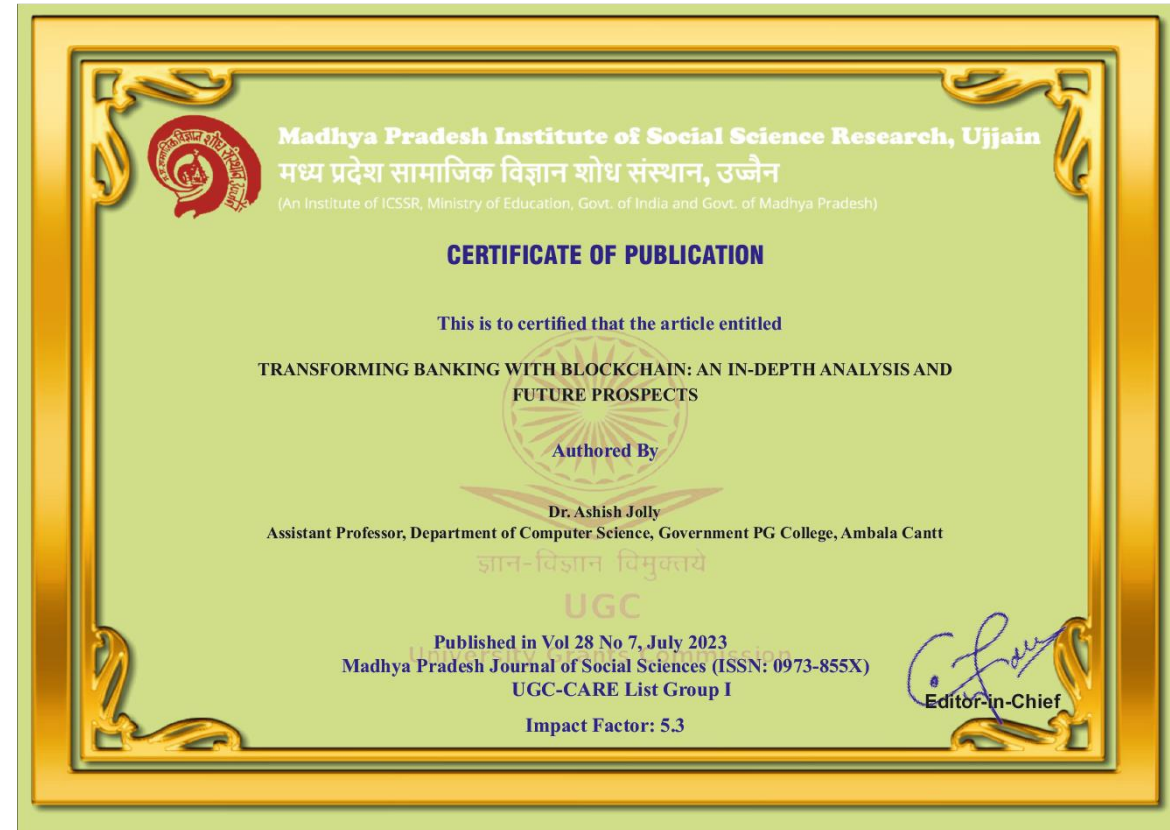 Madhya Pradesh Institute of Social Science Research, Ujjain
मध्य प्रदेश सामाजिक विज्ञान शोध संस्थान, उज्जैन
(An Institute of ICSSR, Ministry of Education, Govt. of India and Govt. of Madhya Pradesh)
CERTIFICATE OF PUBLICATION
This is to certified that the article entitled
TRANSFORMING BANKING WITH BLOCKCHAIN: AN IN-DEPTH ANALYSIS AND
FUTURE PROSPECTS
Authored By
Dr. Ashish Jolly
Assistant Professor, Department of Computer Science, Government PG College, Ambala Cantt
ज्ञान-विज्ञान विमुक्तये
UGC
Published in Vol 28 No 7, July 2023
University Grants Commission
Madhya Pradesh Journal of Social Sciences (ISSN: 0973-855X)
UGC-CARE List Group I
Editor-in-Chief
Impact Factor: 5.3